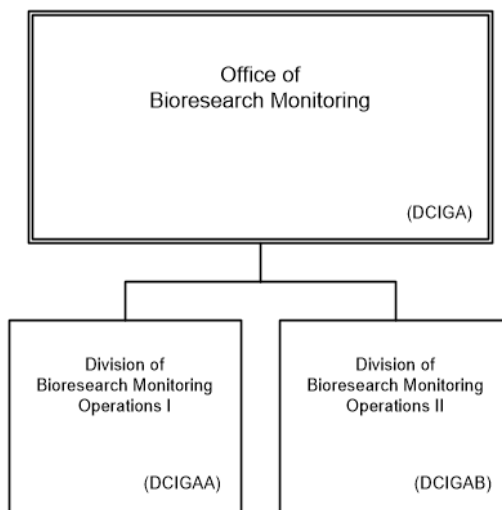 Office of
Bioresearch Monitoring
(DCIGA)
Division of
Bioresearch Monitoring
Operations I
(DCIGAA)
Division of
Bioresearch Monitoring
Operations II
(DCIGAB)